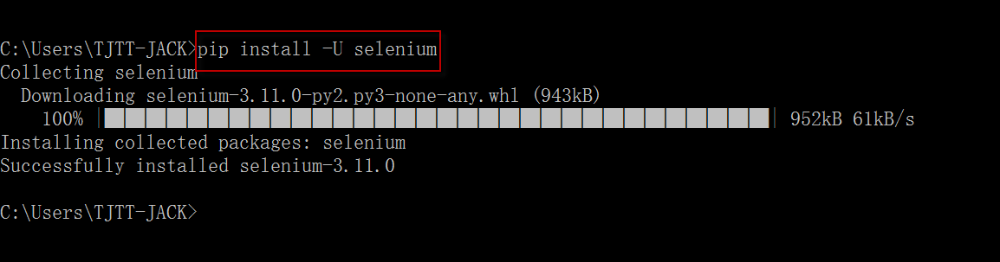 C:\Users\TJTT-JACK>pip install -U selenium
Collecting selenium
Downloading selenium-3.11.0-py2.py3-none-any.whl (943kB)
100% |████████████████████████████████| 952kB 61kB/s
Installing collected packages: selenium
Successfully installed selenium-3.11.0
C:\Users\TJTT-JACK>